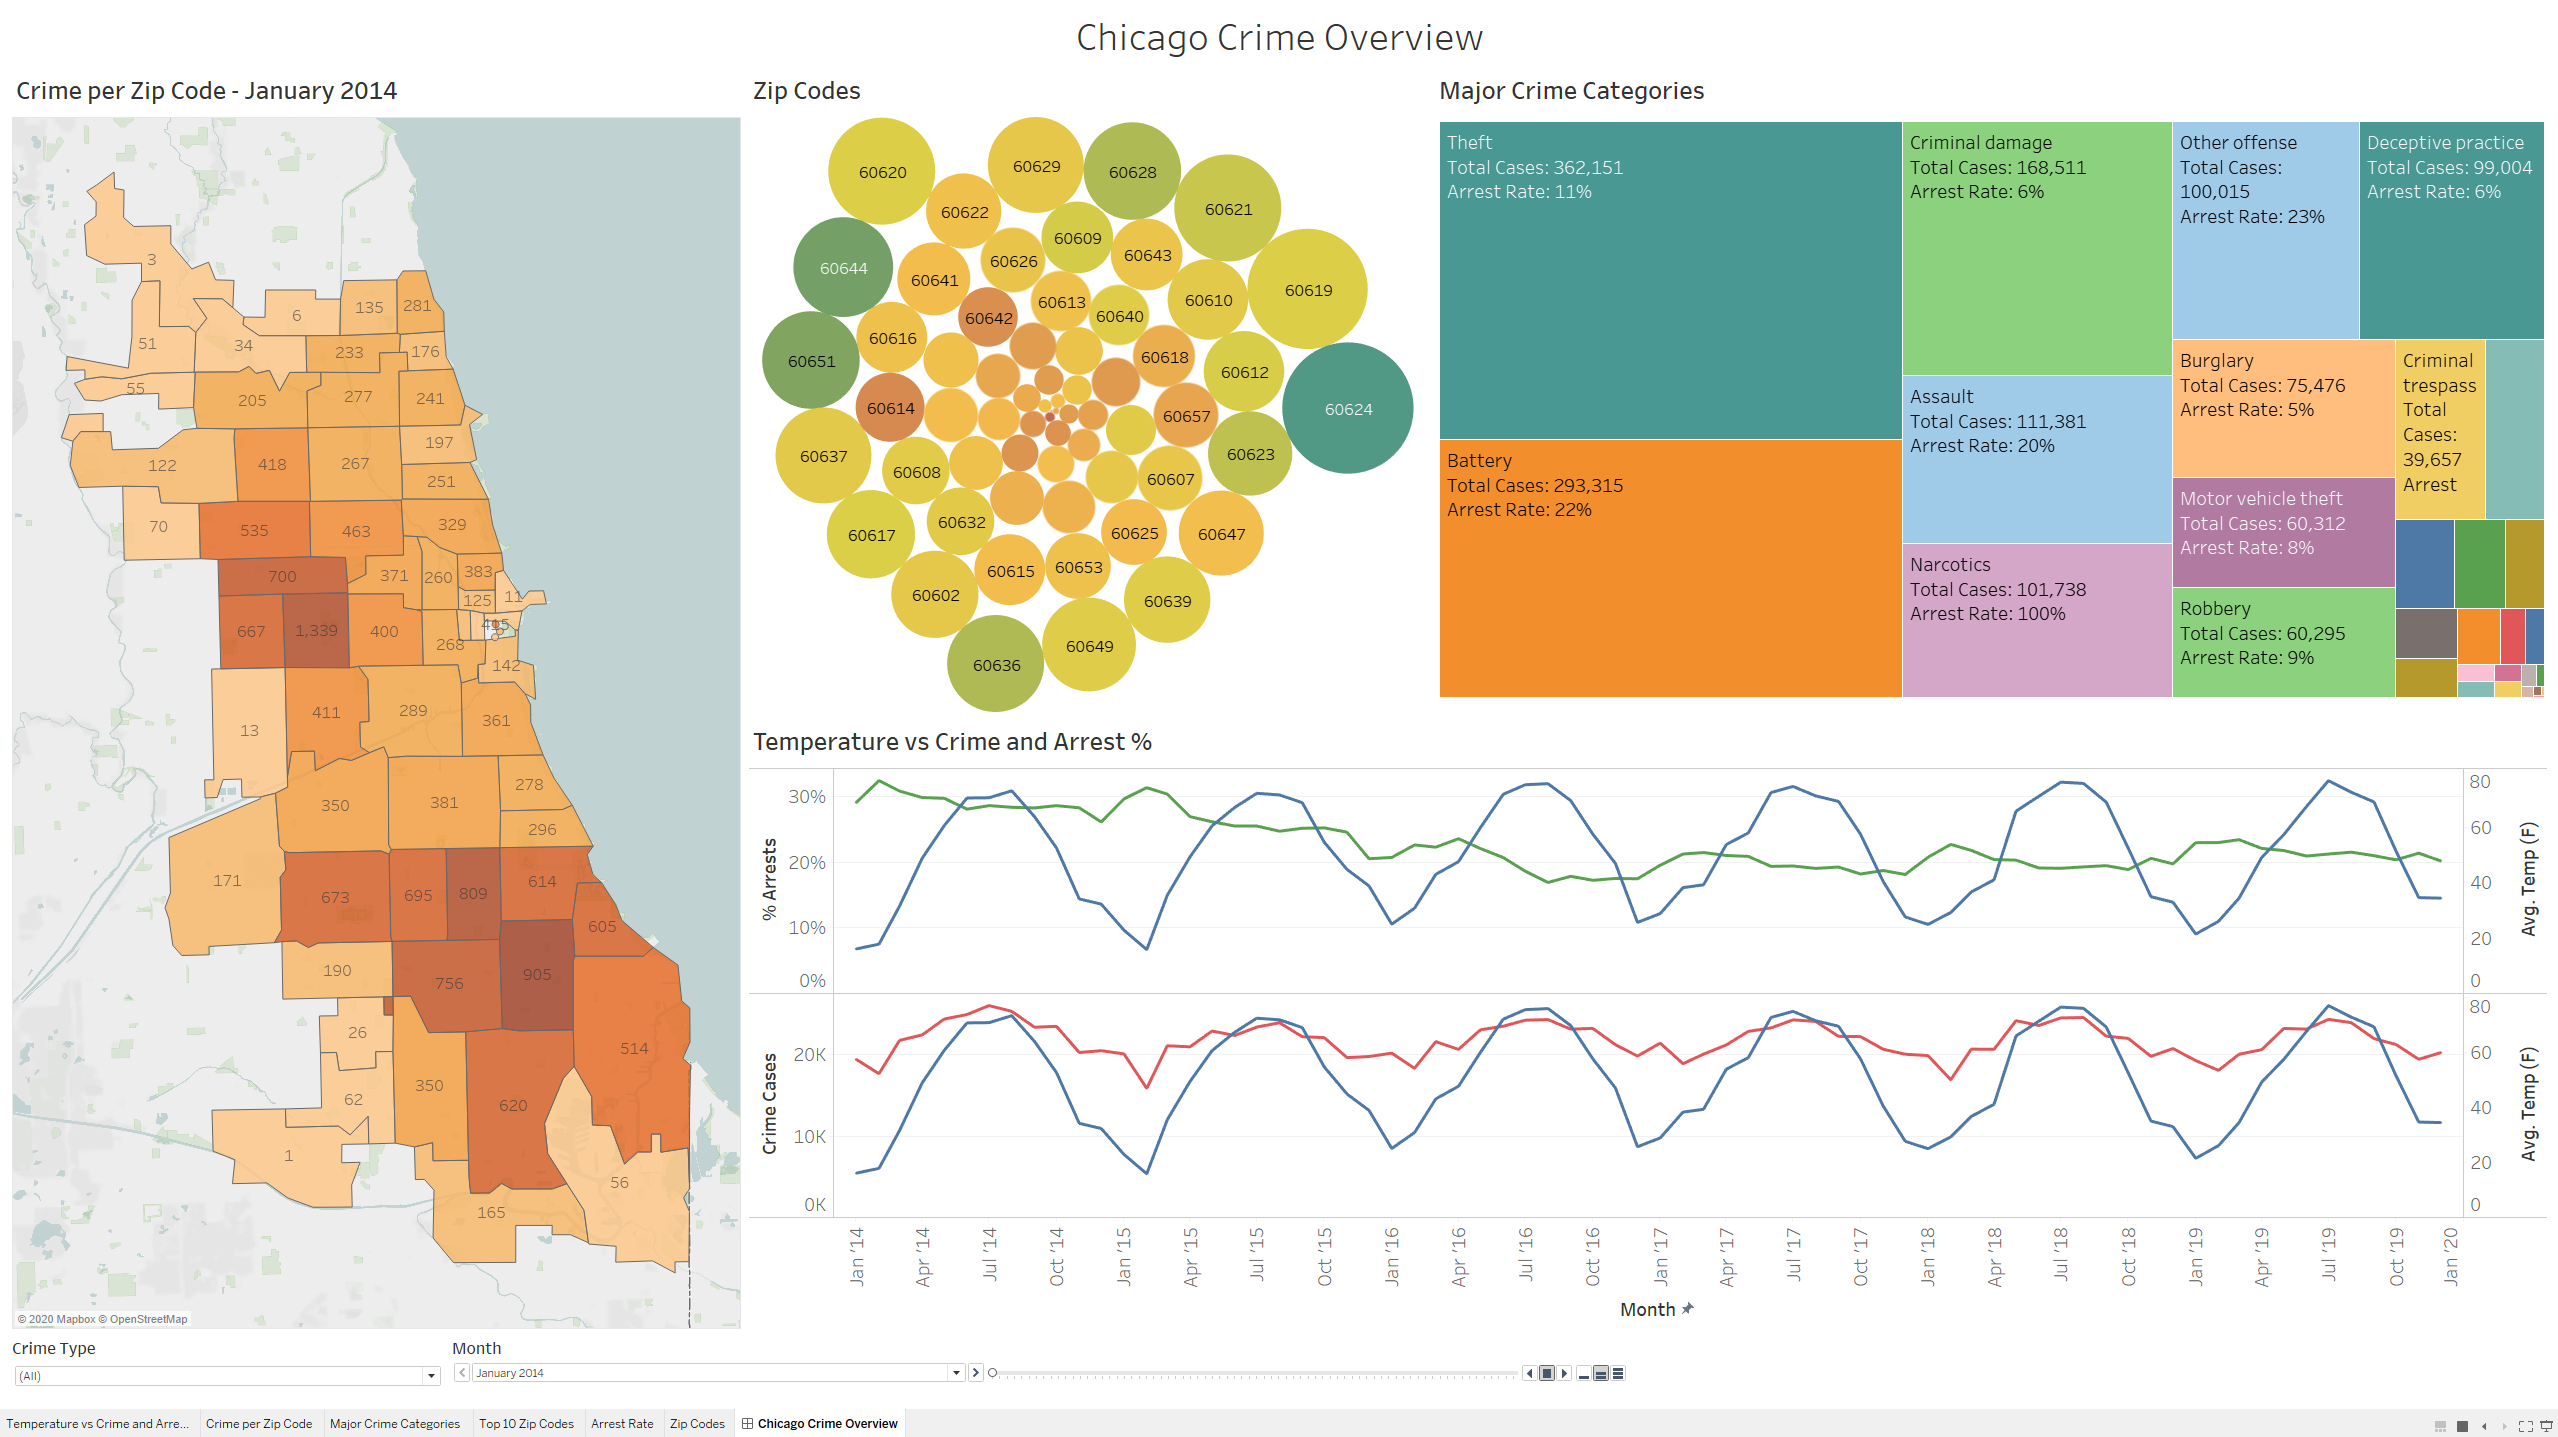 Chicago Crime Overview
Crime per Zip Code - January 2014
3
6
135
281
51
34
233
176
55
205
277
241
122
418
267
197
251
70
535
463
329
700
371
260
383
125
11
667
1,339
400
268
415
142
13
411
289
361
350
381
278
296
171
673
695
809
614
605
190
756
905
26
514
62
350
620
1
56
165
© 2020 Mapbox © OpenStreetMap
Zip Codes
60620
60629
60628
60622
60621
60609
60644
60626
60643
60641
60619
60613
60610
60642
60640
60616
60651
60618
60612
60614
60624
60657
60637
60608
60623
60607
60617
60632
60625
60647
60615
60653
60602
60639
60636
60649
Major Crime Categories
Theft
Total Cases: 362,151
Arrest Rate: 11%
Battery
Total Cases: 293,315
Arrest Rate: 22%
Criminal damage
Total Cases: 168,511
Arrest Rate: 6%
Assault
Total Cases: 111,381
Arrest Rate: 20%
Narcotics
Total Cases: 101,738
Arrest Rate: 100%
Other offense
Total Cases:
100,015
Arrest Rate: 23%
Deceptive practice
Total Cases: 99,004
Arrest Rate: 6%
Burglary
Total Cases: 75,476
Arrest Rate: 5%
Motor vehicle theft
Total Cases: 60,312
Arrest Rate: 8%
Robbery
Total Cases: 60,295
Arrest Rate: 9%
Criminal
trespass
Total
Cases:
39,657
Arrest
Temperature vs Crime and Arrest %
% Arrests
30%
20%
10%
0%
80
60
40
20
0
Avg. Temp (F)
Crime Cases
20K
10K
0K
80
60
40
20
0
Avg. Temp (F)
Jan '14
Apr '14
Jul '14
Oct '14
Jan '15
Apr '15
Jul '15
Oct '15
Jan '16
Apr '16
Jul '16
Oct '16
Jan '17
Apr '17
Jul '17
Oct '17
Jan '18
Apr '18
Jul '18
Oct '18
Jan '19
Apr '19
Jul '19
Oct '19
Jan '20
Month
Crime Type
(All)
Month
January 2014
Temperature vs Crime and Arre...
Crime per Zip Code
Major Crime Categories
Top 10 Zip Codes
Arrest Rate
Zip Codes
Chicago Crime Overview